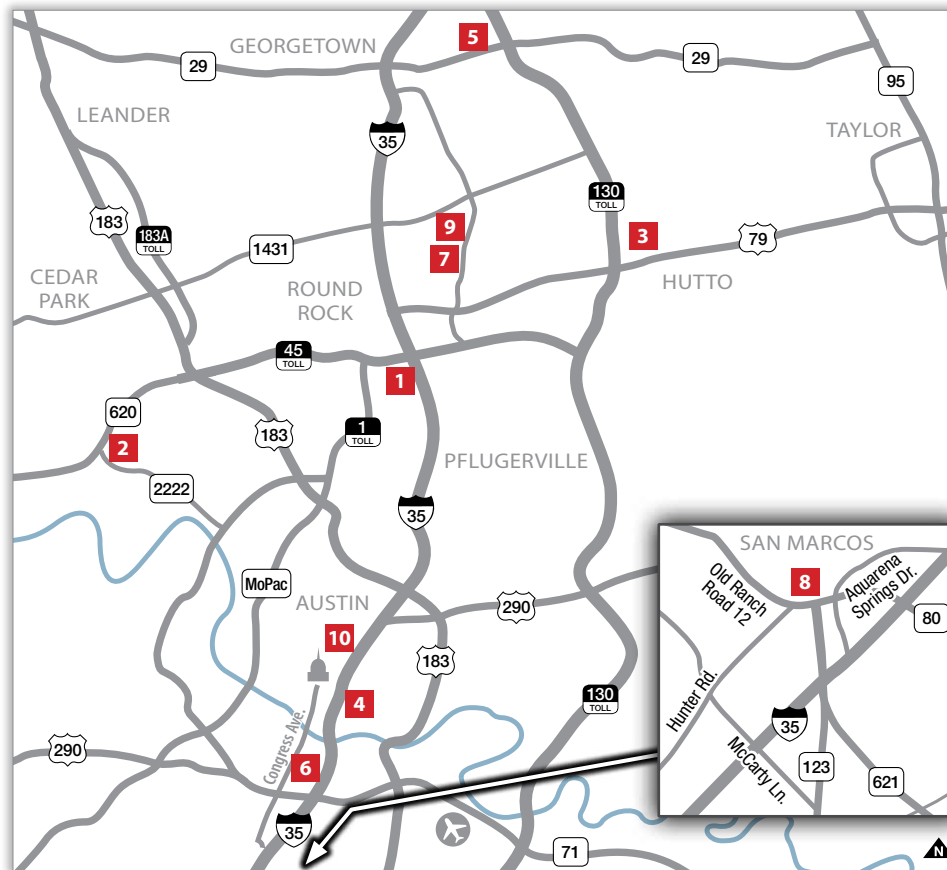 5
GEORGETOWN
29
29
95
LEANDER
TAYLOR
35
130
TOLL
183
183A
TOLL
9
3
79
1431
7
CEDAR
PARK
ROUND
ROCK
HUTTO
45
TOLL
1
620
1
TOLL
183
2
PFLUGERVILLE
2222
35
SAN MARCOS
8
Old Ranch
Road 12
Aquarena
Springs Dr.
80
MoPac
AUSTIN
290
10
183
Hunter Rd.
4
130
TOLL
35
290
Congress Ave.
6
McCarty Ln.
123
621
35
71
N